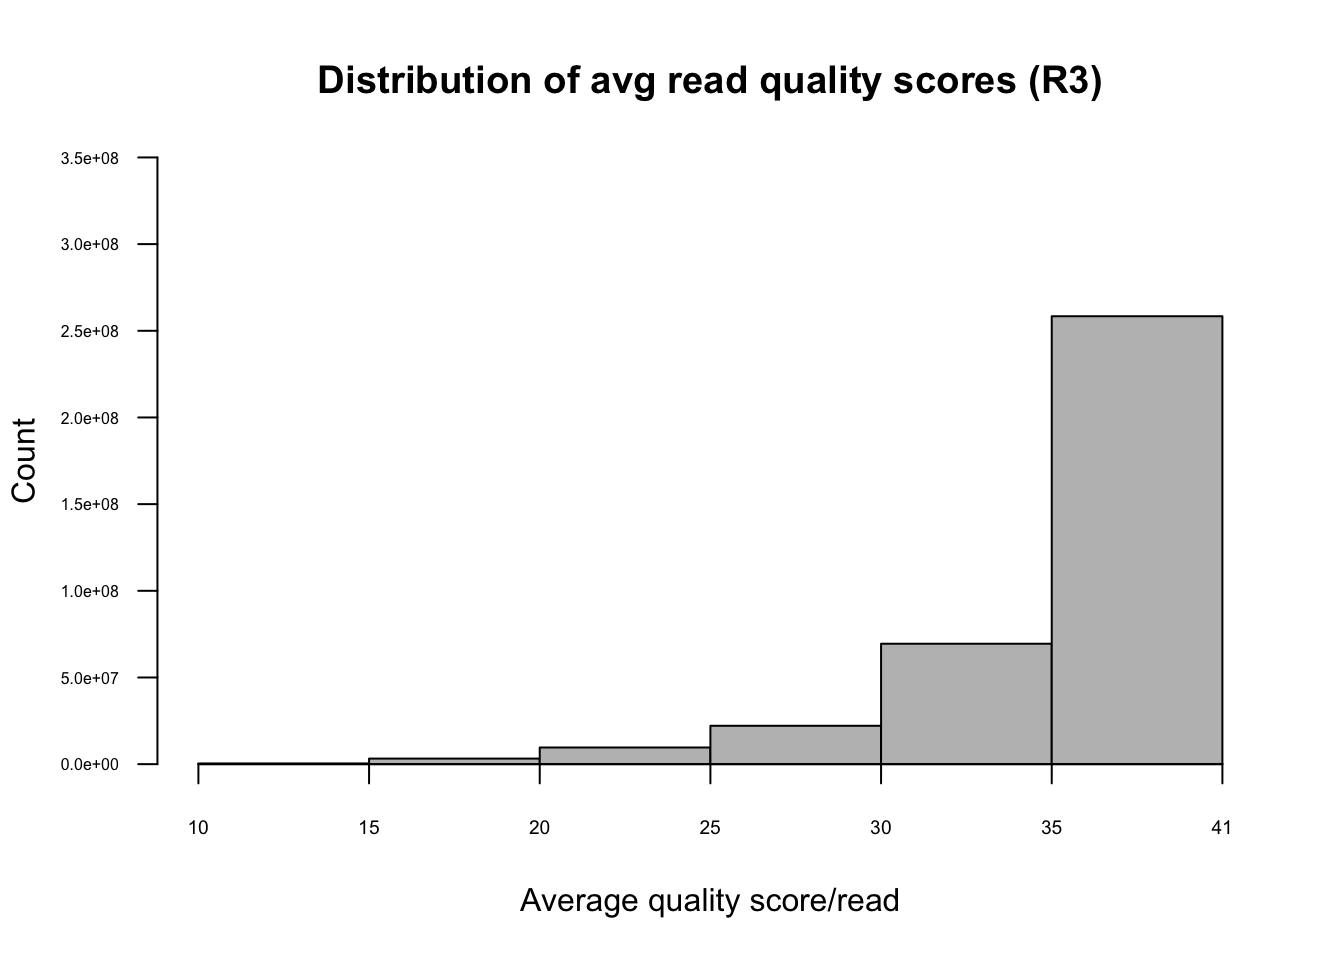 Distribution of avg read quality scores (R3)
3.5e+08
3.0e+08
2.5e+08
2.0e+08
1.5e+08
1.0e+08
5.0e+07
0.0e+00
Count
10 15 20 25 30 35 41
Average quality score/read